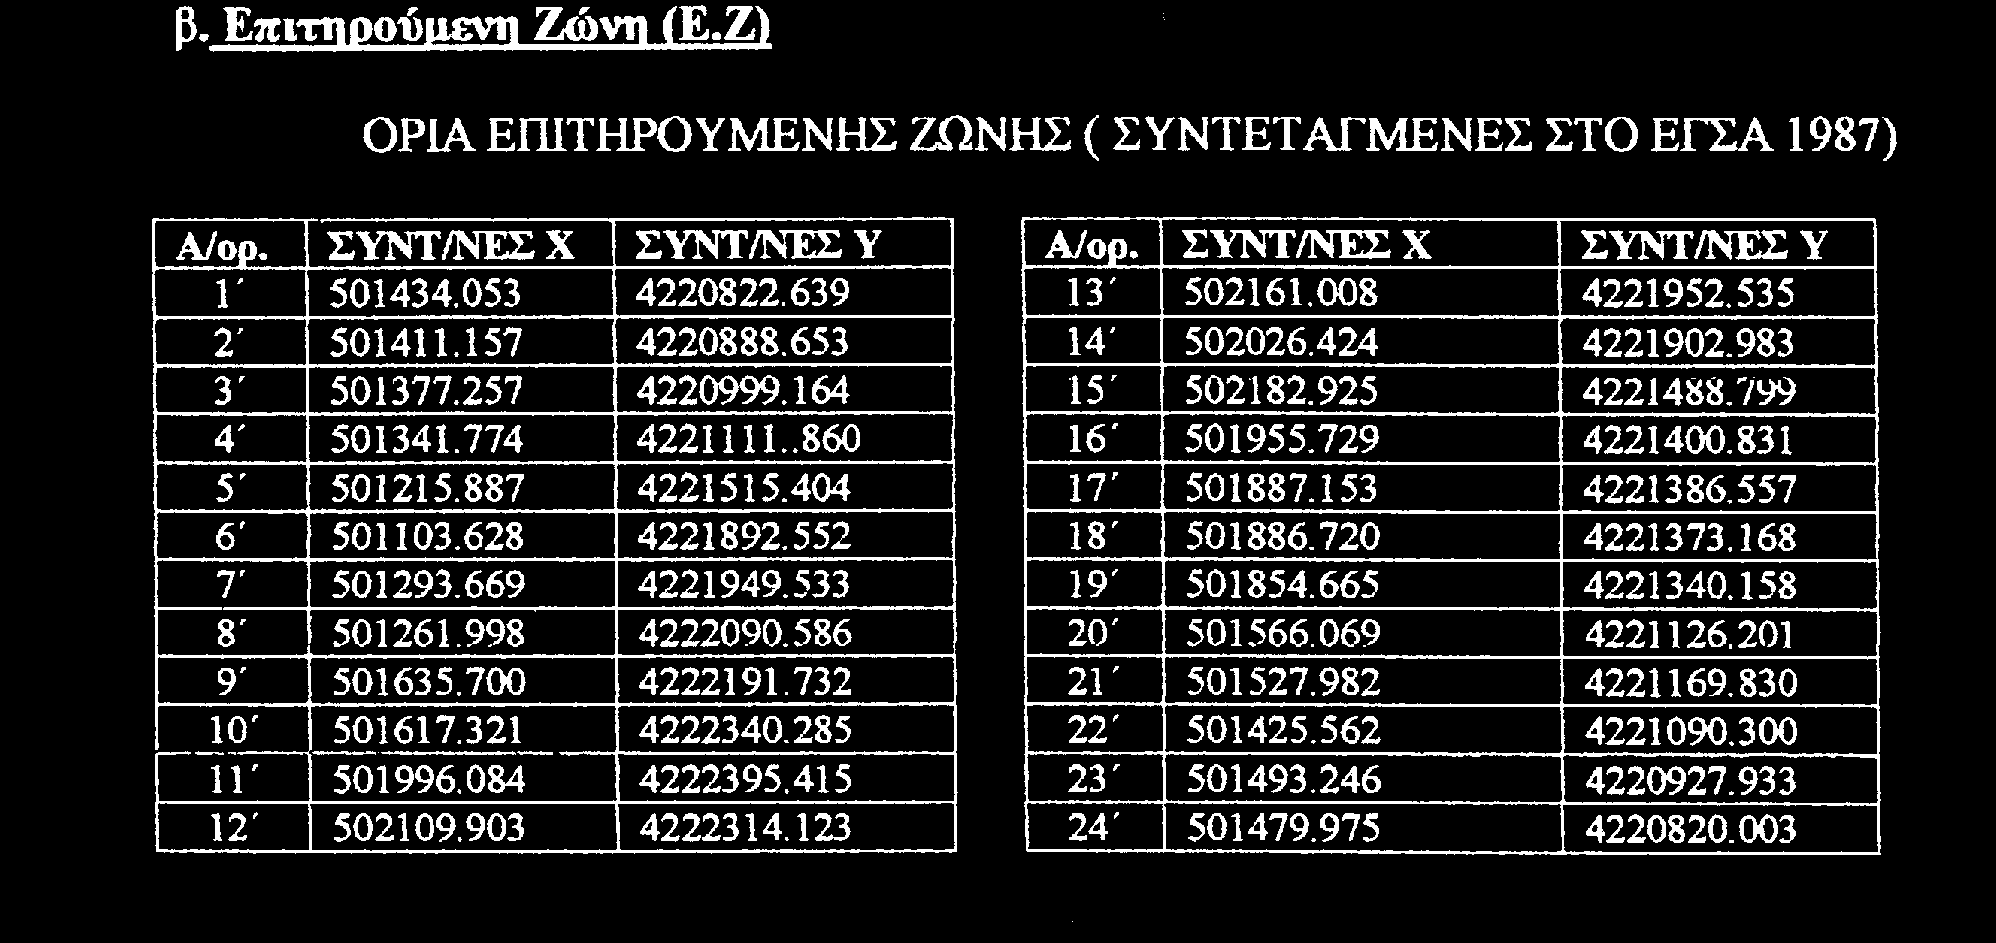 β. Επιτηρούμενη Ζώνη (Ε.Ζ)
ΟΡΙΑ ΕΠΙΤΗΡΟΥΜΕΝΗΣ ΖΩΝΗΣ ( ΣΥΝΤΕΤΑΓΜΕΝΕΣ ΣΤΟ ΕΓΣΑ 1987)
Α/ορ. ΣΥΝΤ/ΝΕΣ Χ ΣΥΝΤ/ΝΕΣ Υ
1΄ 501434.053 4220822.639
2΄ 501411.157 4220888.653
3΄ 501377.257 4220999.164
4΄ 501341.774 4221111..860
5΄ 501215.887 4221515.404
6΄ 501103.628 4221892.552
7΄ 501293.669 4221949.533
8΄ 501261.998 4222090.586
9΄ 501635.700 4222191.732
10΄ 501617.321 4222340.285
11΄ 501996.084 4222395.415
12΄ 502109.903 4222314.123
Α/ορ. ΣΥΝΤ/ΝΕΣ Χ ΣΥΝΤ/ΝΕΣ Υ
13΄ 502161.008 4221952.535
14΄ 502026.424 4221902.983
15΄ 502182.925 4221488.799
16΄ 501955.729 4221400.831
17΄ 501887.153 4221386.557
18΄ 501886.720 4221373.168
19΄ 501854.665 4221340.158
20΄ 501566.069 4221126.201
21΄ 501527.982 4221169.830
22΄ 501425.562 4221090.300
23΄ 501493.246 4220927.933
24΄ 501479.975 4220820.003